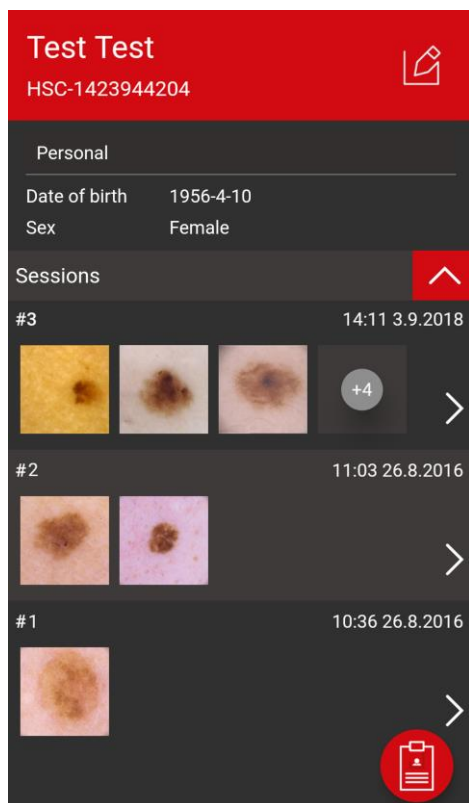 Test Test
HSC-1423944204
Personal
Date of birth 1956-4-10
Sex Female
Sessions
#3 14:11 3.9.2018
+4
#2 11:03 26.8.2016
#1 10:36 26.8.2016